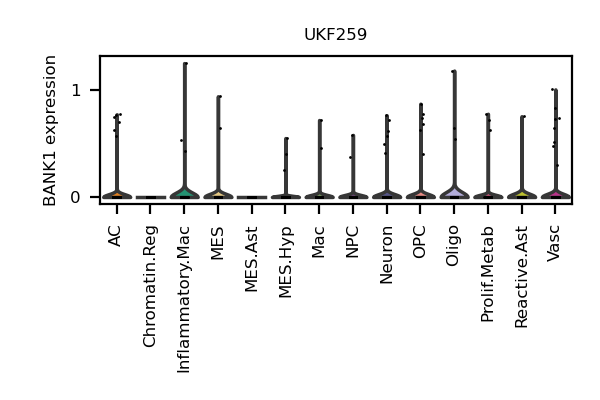 UKF259
BANK1 expression
1
0
AC
Chromatin.Reg
Inflammatory.Mac
MES
MES.Ast
MES.Hyp
Mac
NPC
Neuron
OPC
Oligo
Prolif.Metab
Reactive.Ast
Vasc